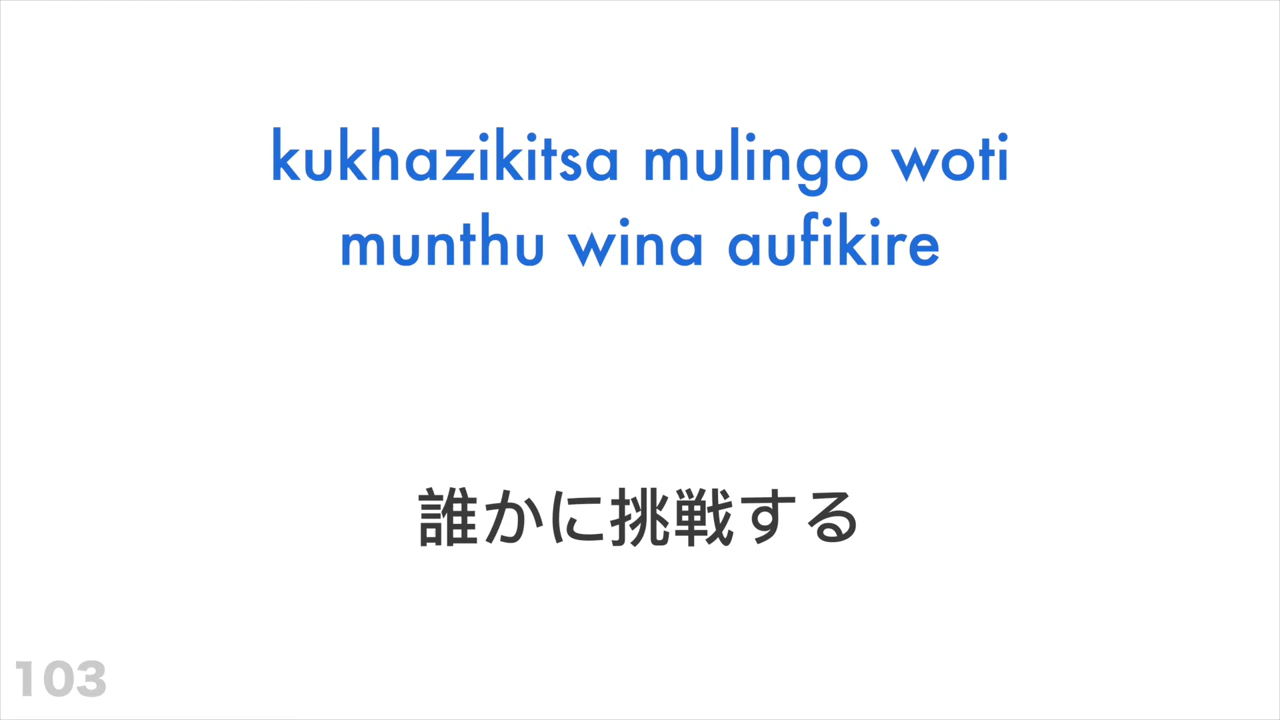 kukhazikitsa mulingo woti
munthu wina aufikire
誰かに挑戦する
103